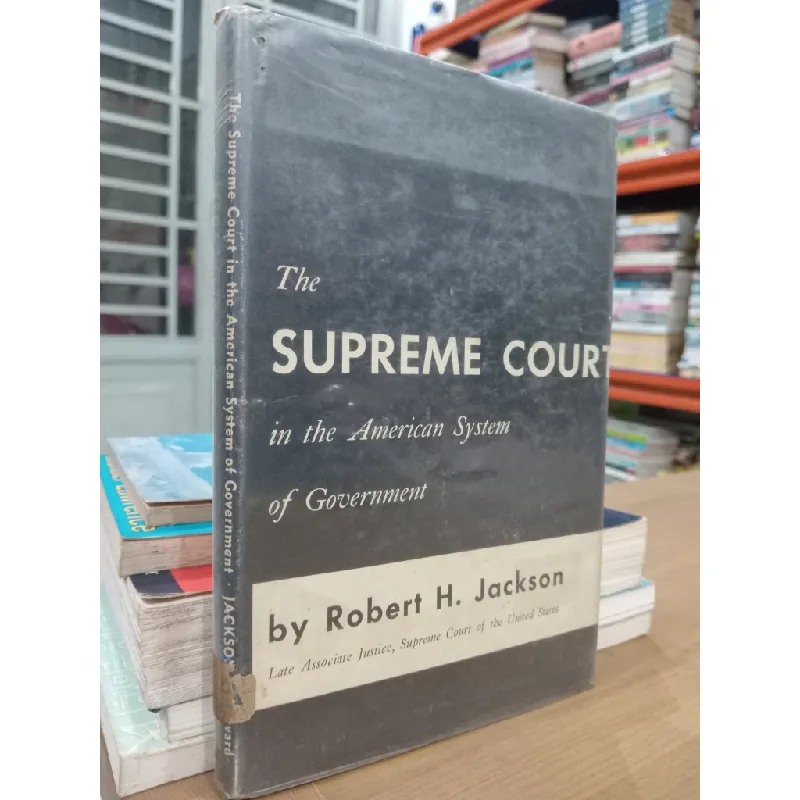 The
SUPREME COURT
in the American System
of Government
by Robert H. Jackson
Late Associate Justice, Supreme Court of the United States
The Supreme Court in the American System of Government · JACKSON